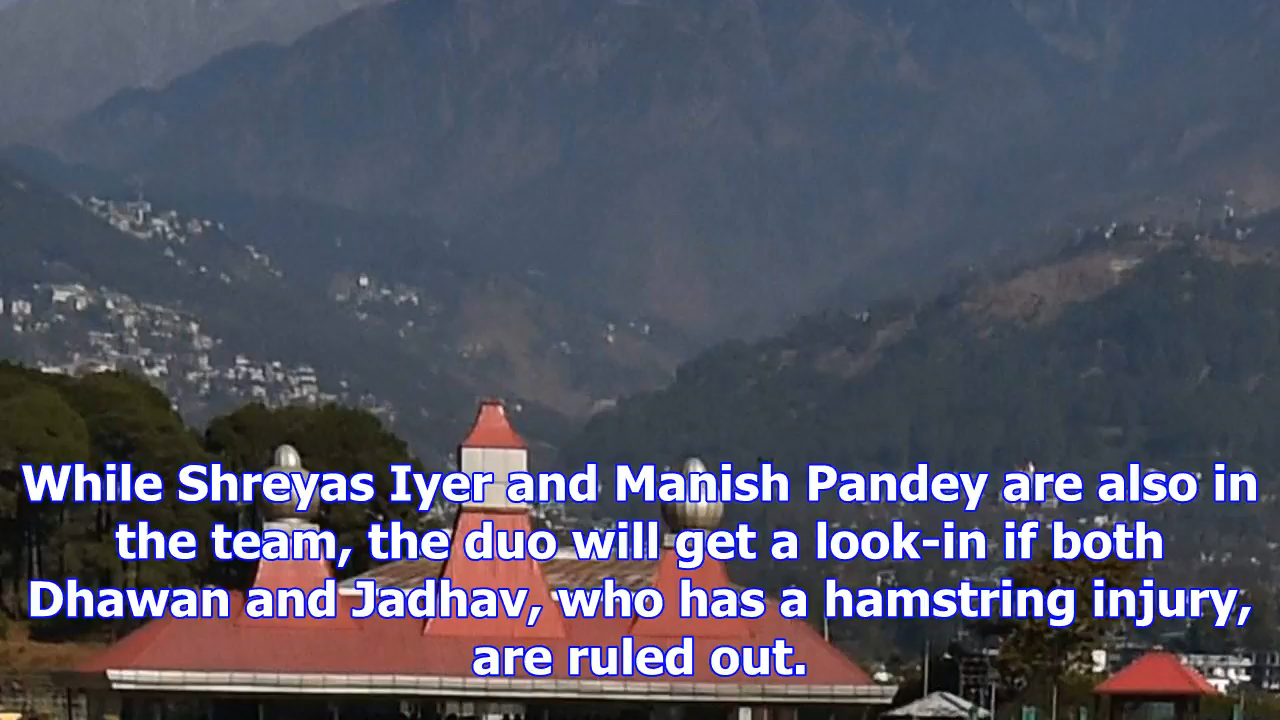 While Shreyas Iyer and Manish Pandey are also in
the team, the duo will get a look-in if both
Dhawan and Jadhav, who has a hamstring injury,
are ruled out.